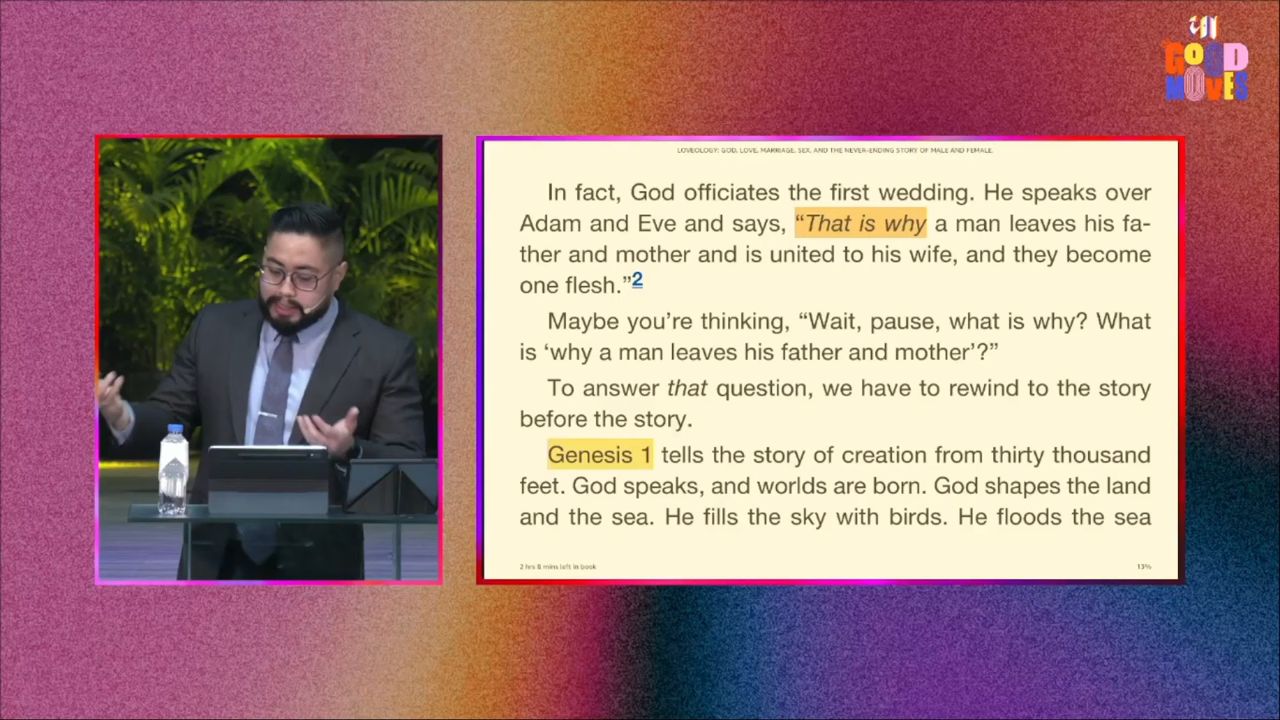 GOOD
MOVES
LOVEOLOGY: GOD, LOVE, MARRIAGE, SEX, AND THE NEVER-ENDING STORY OF MALE AND FEMALE.
In fact, God officiates the first wedding. He speaks over
Adam and Eve and says, “That is why a man leaves his fa-
ther and mother and is united to his wife, and they become
one flesh.”2
Maybe you’re thinking, “Wait, pause, what is why? What
is ‘why a man leaves his father and mother’?”
To answer that question, we have to rewind to the story
before the story.
Genesis 1 tells the story of creation from thirty thousand
feet. God speaks, and worlds are born. God shapes the land
and the sea. He fills the sky with birds. He floods the sea
2 hrs 8 mins left in book
13%